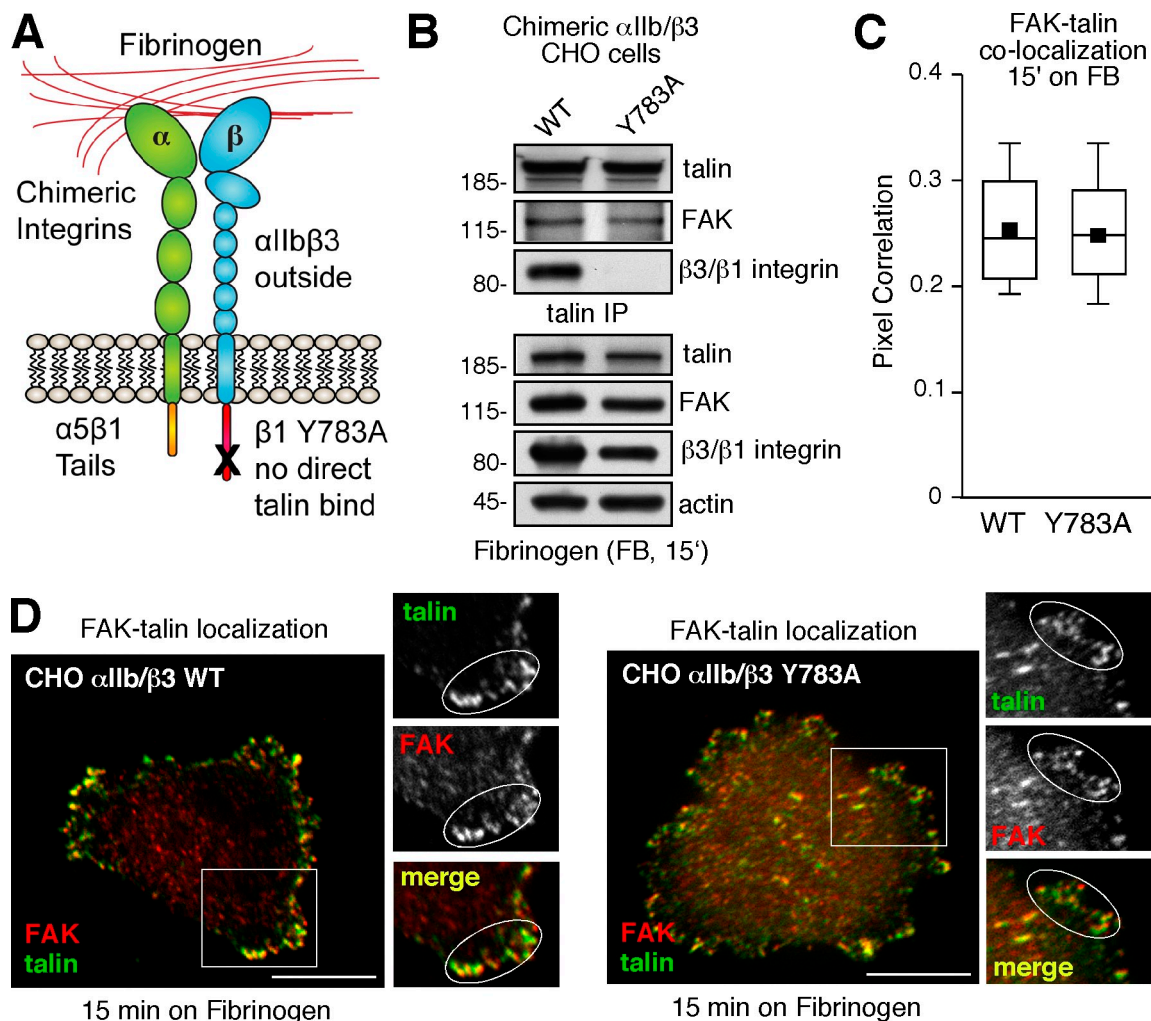 A
Fibrinogen
α
β
Chimeric
Integrins
αIIbβ3
outside
α5β1
Tails
β1 Y783A
no direct
talin bind
X
B
Chimeric αIIb/β3
CHO cells
WT
Y783A
185-
talin
115-
FAK
80-
β3/β1 integrin
talin IP
185-
talin
115-
FAK
80-
β3/β1 integrin
45-
actin
Fibrinogen (FB, 15‘)
C
FAK-talin
co-localization
15' on FB
0.4
0.3
0.2
0.1
0
Pixel Correlation
WT
Y783A
D
FAK-talin localization
CHO αIIb/β3 WT
FAK
talin
15 min on Fibrinogen
talin
FAK
merge
FAK-talin localization
CHO αIIb/β3 Y783A
FAK
talin
15 min on Fibrinogen
talin
FAK
merge